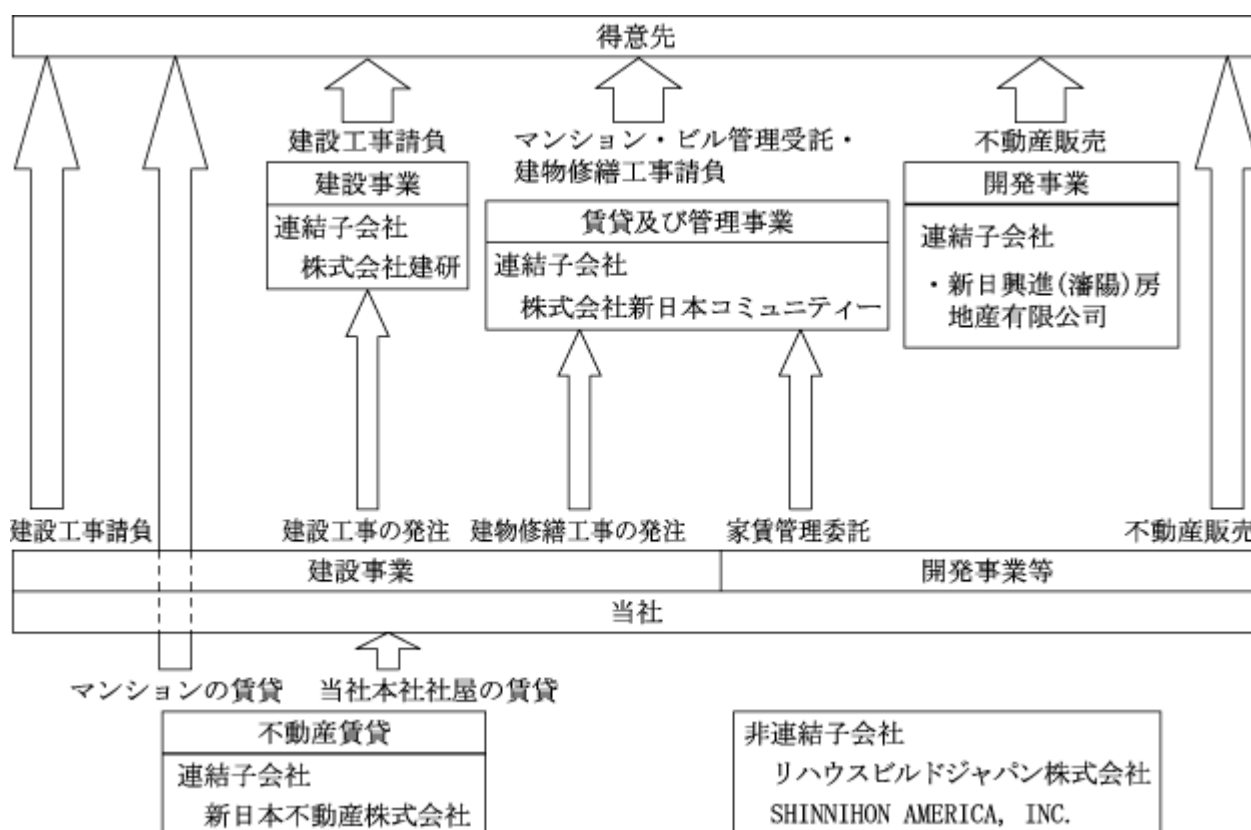 得意先
建設工事請負
マンション・ビル管理受託・
建物修繕工事請負
不動産販売
建設事業
連結子会社
株式会社建研
賃貸及び管理事業
連結子会社
株式会社新日本コミュニティー
開発事業
連結子会社
・新日興進(瀋陽)房
地産有限公司
建設工事請負
建設工事の発注
建物修繕工事の発注
家賃管理委託
不動産販売
建設事業
開発事業等
当社
マンションの賃貸
当社本社社屋の賃貸
不動産賃貸
連結子会社
新日本不動産株式会社
非連結子会社
リハウスビルドジャパン株式会社
SHINNIHON AMERICA, INC.